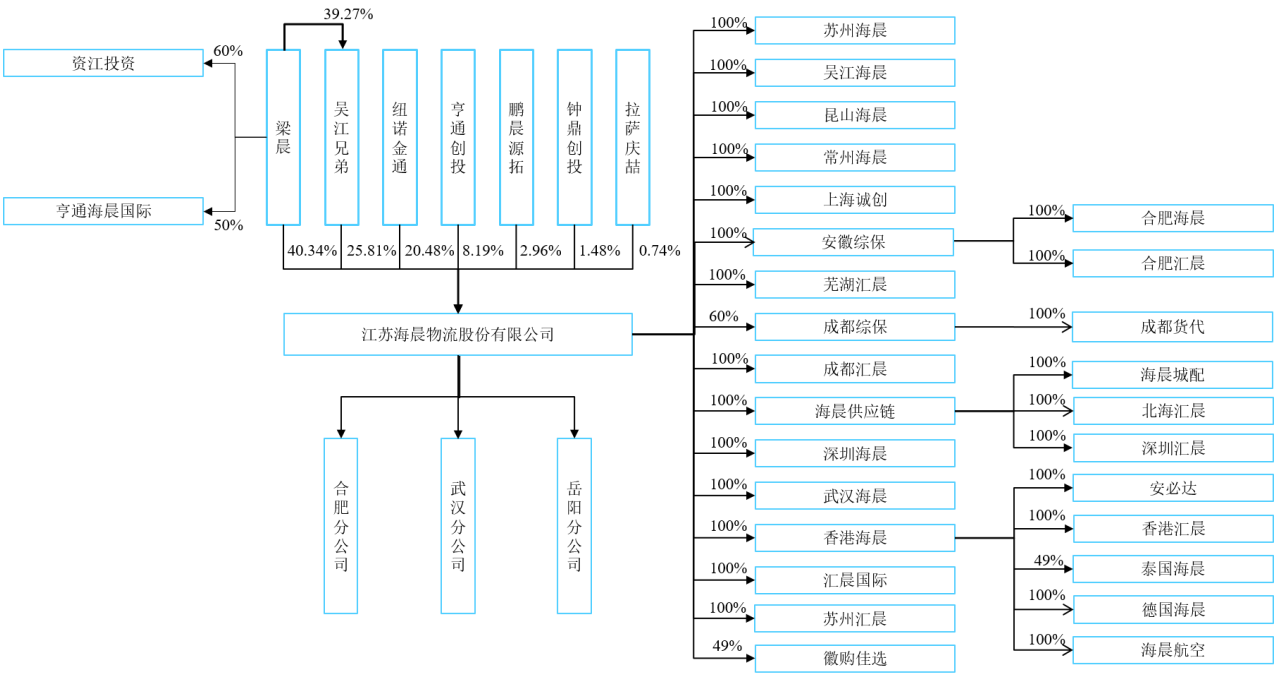 39.27%
资江投资
60%
亨通海晨国际
50%
梁晨
吴江兄弟
纽诺金通
亨通创投
鹏晨源拓
钟鼎创投
拉萨庆喆
40.34%
25.81%
20.48%
8.19%
2.96%
1.48%
0.74%
江苏海晨物流股份有限公司
合肥分公司
武汉分公司
岳阳分公司
100%
苏州海晨
100%
吴江海晨
100%
昆山海晨
100%
常州海晨
100%
上海诚创
100%
安徽综保
100%
芜湖汇晨
60%
成都综保
100%
成都汇晨
100%
海晨供应链
100%
深圳海晨
100%
武汉海晨
100%
香港海晨
100%
汇晨国际
100%
苏州汇晨
49%
徽购佳选
100%
合肥海晨
100%
合肥汇晨
100%
成都货代
100%
海晨城配
100%
北海汇晨
100%
深圳汇晨
100%
安必达
100%
香港汇晨
49%
泰国海晨
100%
德国海晨
100%
海晨航空